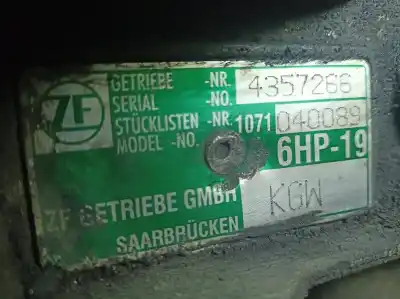 ZF
GETRIEBE -NR. 4357266
SERIAL -NO.
STÜCKLISTEN -NR 1071 040089
MODEL -NO. 6HP-19
ZF GETRIEBE GMBH KGW
SAARBRÜCKEN